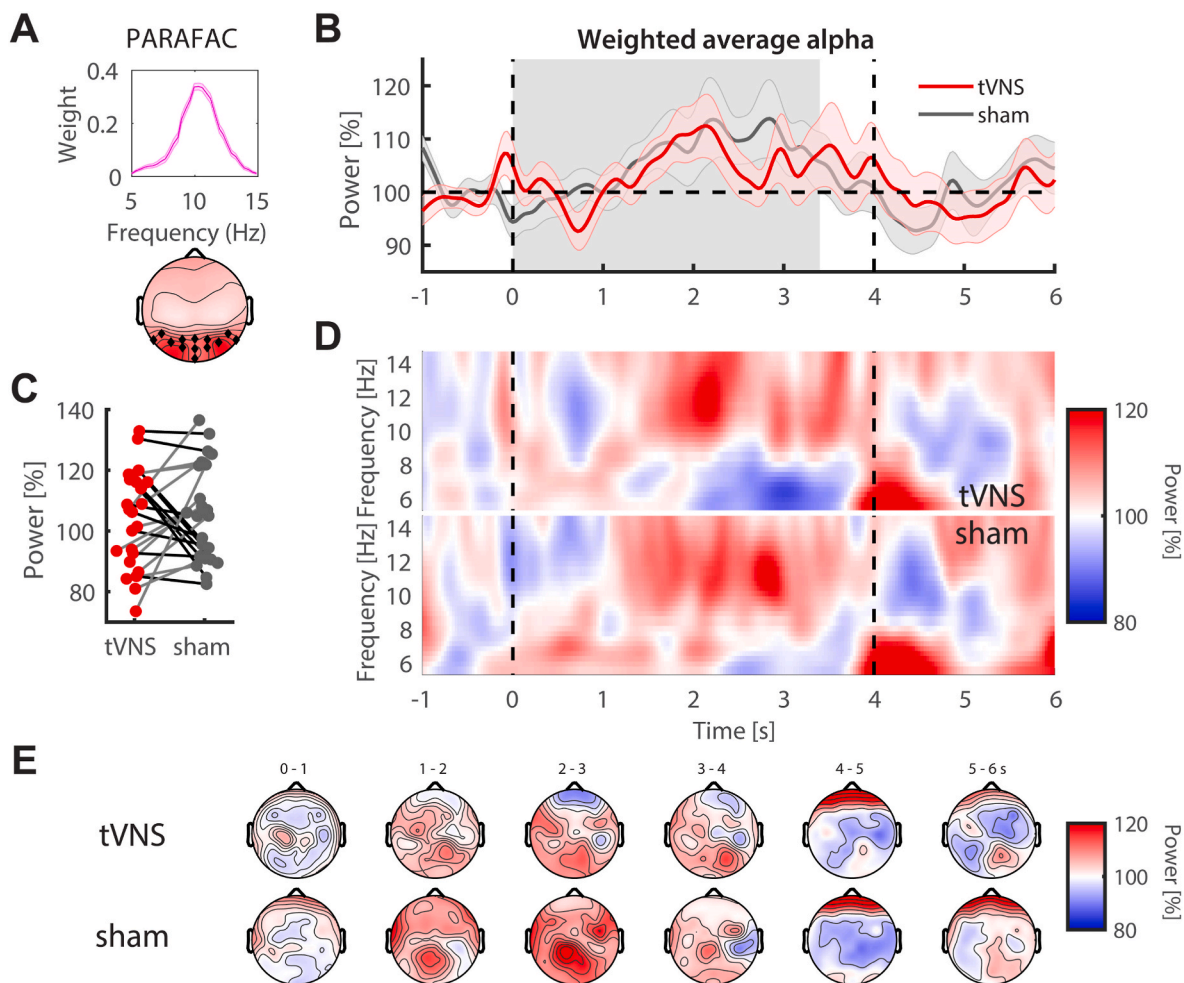 A
PARAFAC
Weight
0.4
0.2
0
5 10 15
Frequency (Hz)
B
Weighted average alpha
Power [%]
120
110
100
90
tVNS
sham
-1 0 1 2 3 4 5 6
C
Power [%]
140
120
100
80
tVNS sham
D
Frequency [Hz]
14
12
10
8
6
tVNS
sham
Frequency [Hz]
14
12
10
8
6
-1 0 1 2 3 4 5 6
Time [s]
120
100
80
Power [%]
E
0 - 1 1 - 2 2 - 3 3 - 4 4 - 5 5 - 6 s
tVNS
sham
120
100
80
Power [%]